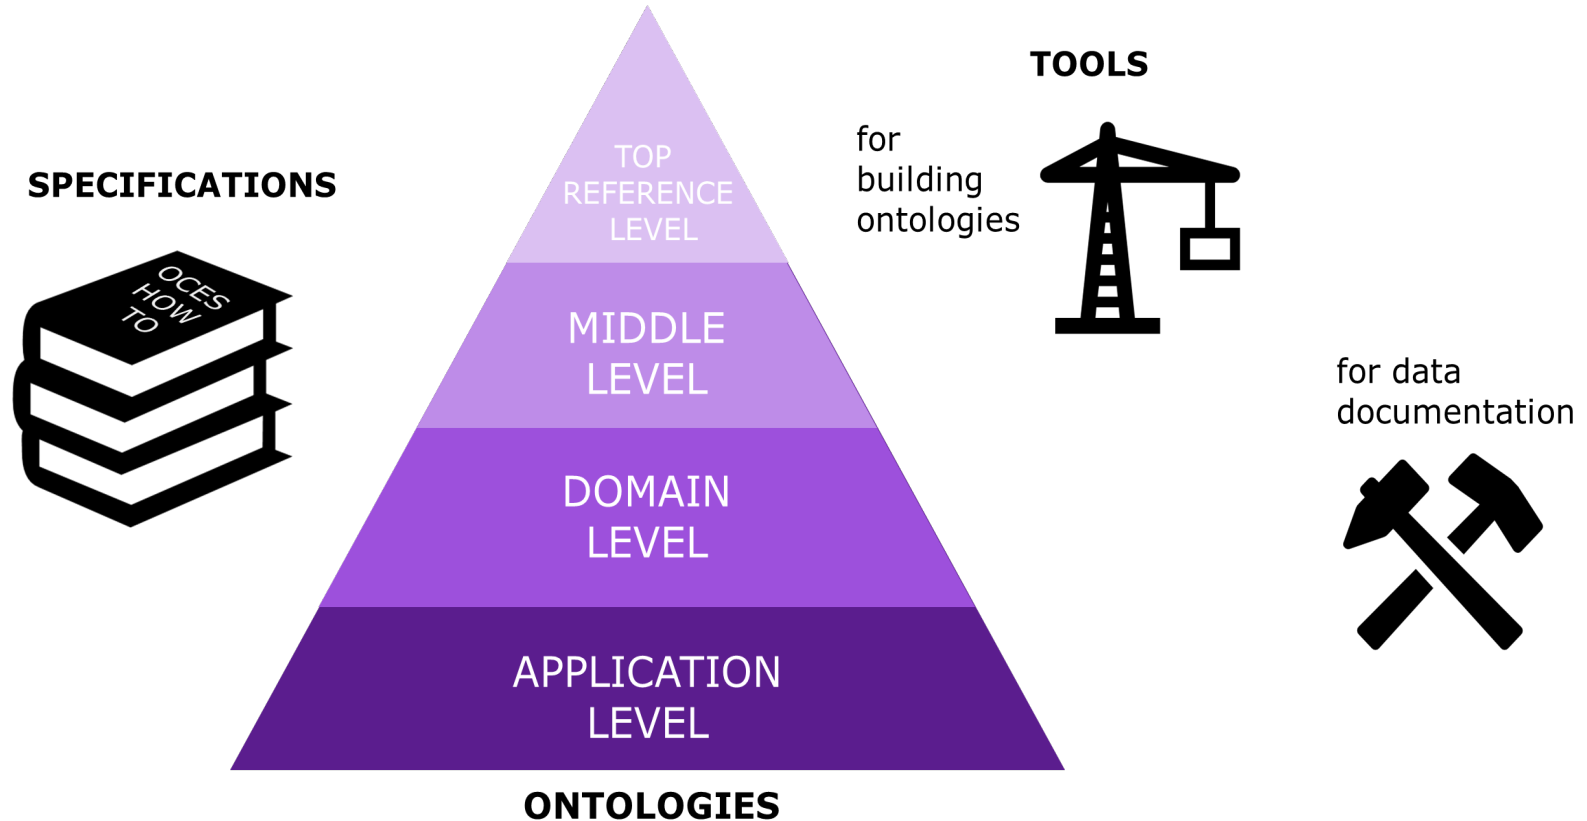 SPECIFICATIONS
OCES
HOW
TO
TOP
REFERENCE
LEVEL
MIDDLE
LEVEL
DOMAIN
LEVEL
APPLICATION
LEVEL
ONTOLOGIES
TOOLS
for
building
ontologies
for data
documentation